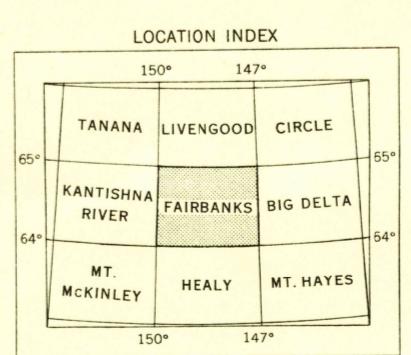 LOCATION INDEX
150° 147°
TANANA LIVENGOOD CIRCLE
65° 65°
KANTISHNA
RIVER FAIRBANKS BIG DELTA
64° 64°
MT.
McKINLEY HEALY MT. HAYES
150° 147°